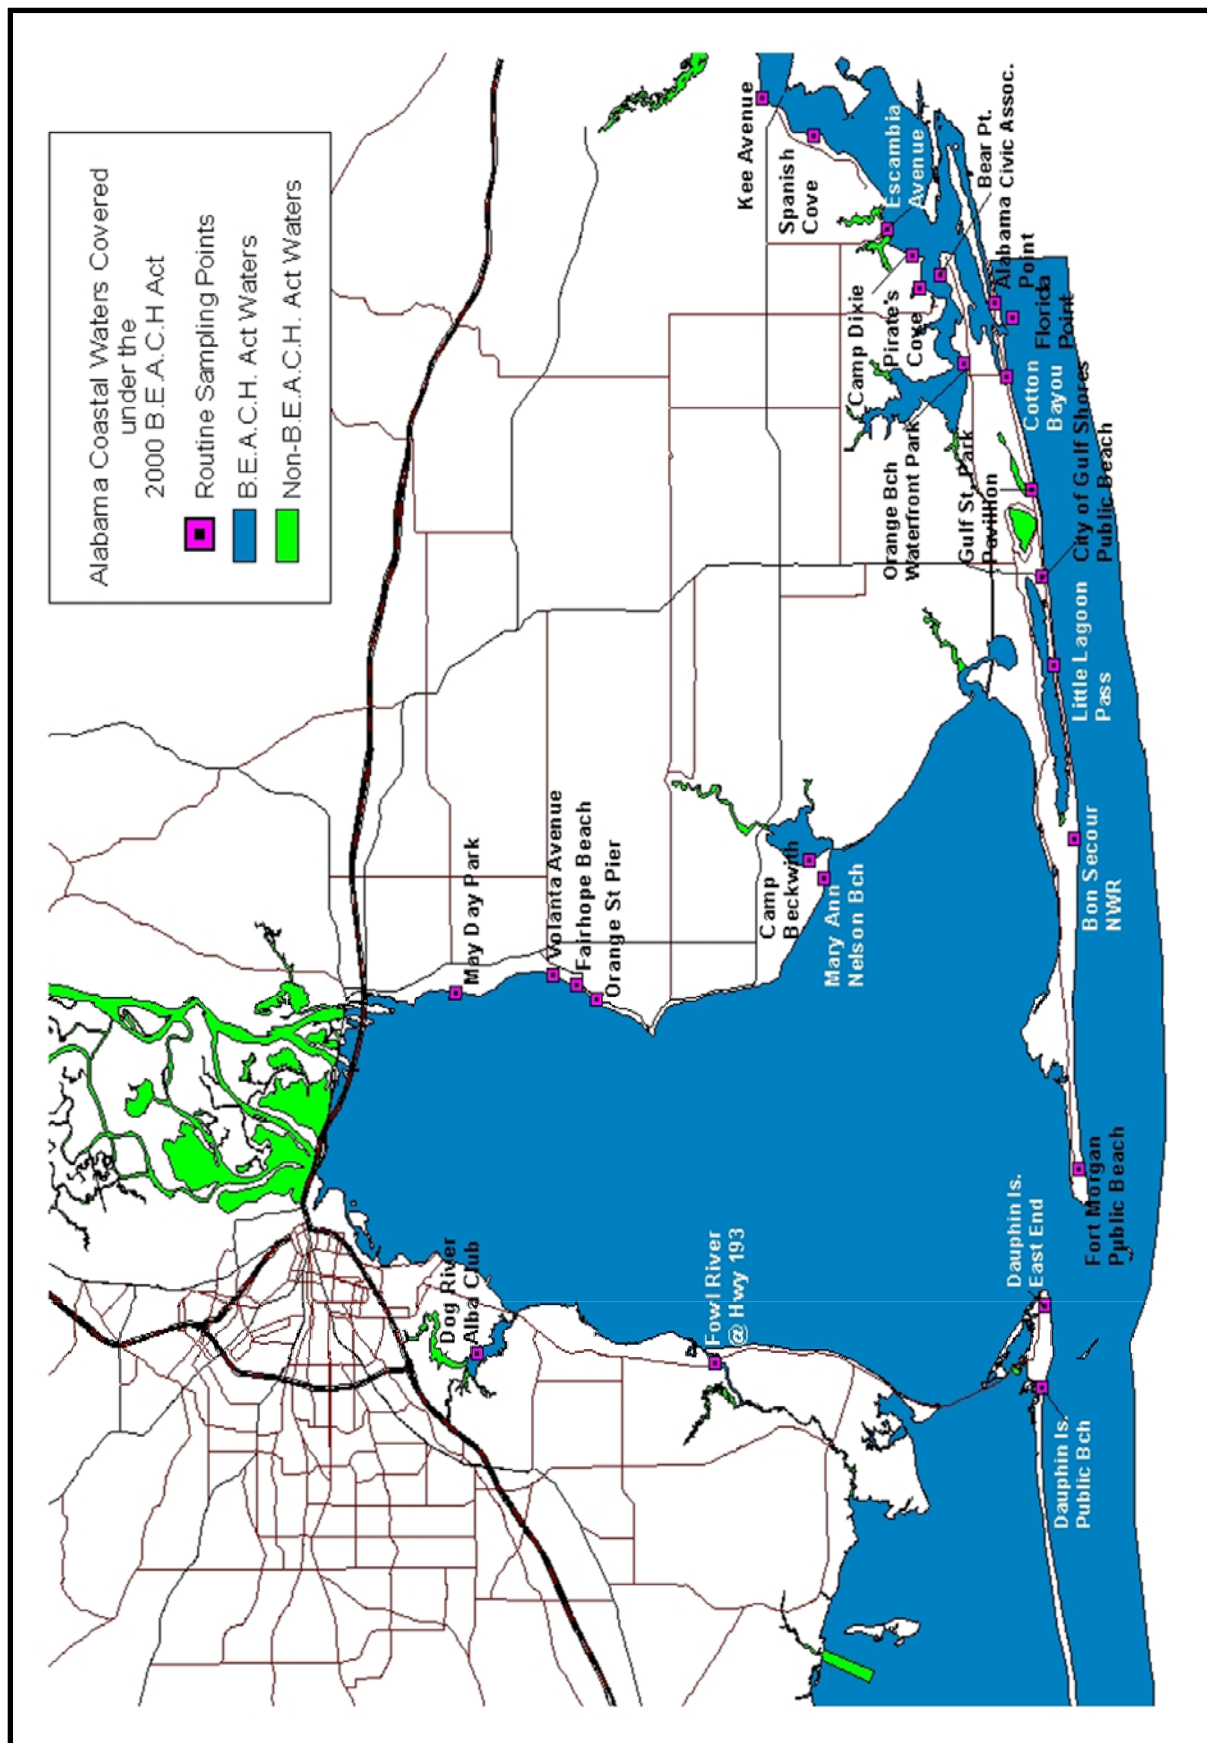 Alabama Coastal Waters Covered
under the
2000 B.E.A.C.H Act
Routine Sampling Points
B.E.A.C.H. Act Waters
Non-B.E.A.C.H. Act Waters
Kee Avenue
Spanish
Cove
Escambia
Avenue
Bear Pt.
Alabama Civic Assoc.
Point
Florida
Point
Camp Dixie
Pirate's
Cove
Cotton
Bayou
Orange Bch
Waterfront Park
Gulf St. Park
Pavillion
City of Gulf Shores
Public Beach
Little Lagoon
Pass
Bon Secour
NWR
May Day Park
Volanta Avenue
Fairhope Beach
Orange St Pier
Camp
Beckwith
Mary Ann
Nelson Bch
Fort Morgan
Public Beach
Dog River
Alba Club
Fowl River
@ Hwy 193
Dauphin Is.
East End
Dauphin Is.
Public Bch